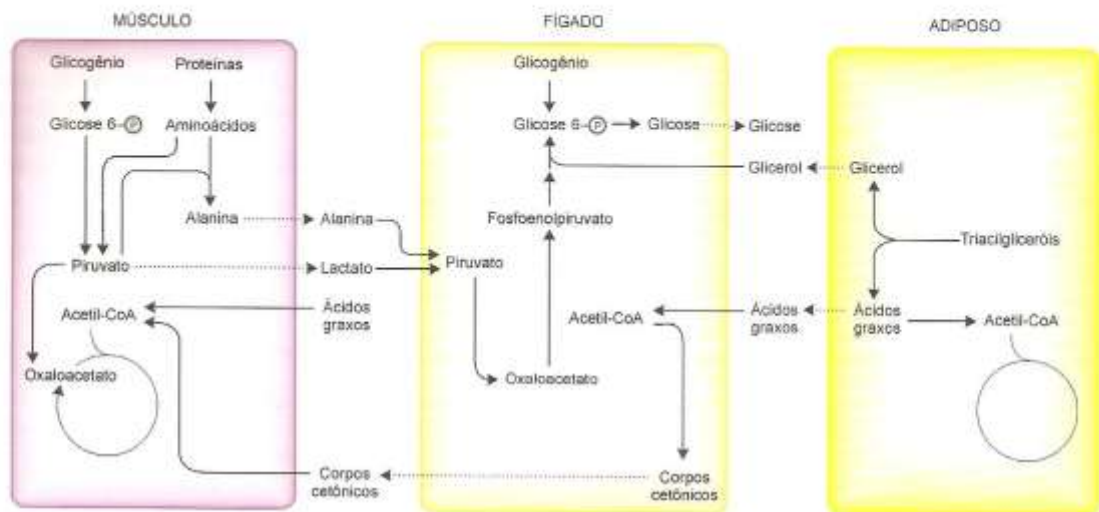 MÚSCULO
Glicogênio
Proteínas
Glicose 6-P
Aminoácidos
Alanina
Alanina
Piruvato
Lactato
Acetil-CoA
Ácidos
graxos
Oxaloacetato
Corpos
cetônicos
FÍGADO
Glicogênio
Glicose 6-P
Glicose
Glicose
Glicerol
Fosfoenolpiruvato
Piruvato
Acetil-CoA
Ácidos
graxos
Oxaloacetato
Corpos
cetônicos
ADIPOSO
Glicerol
Triacilgliceróis
Ácidos
graxos
Acetil-CoA